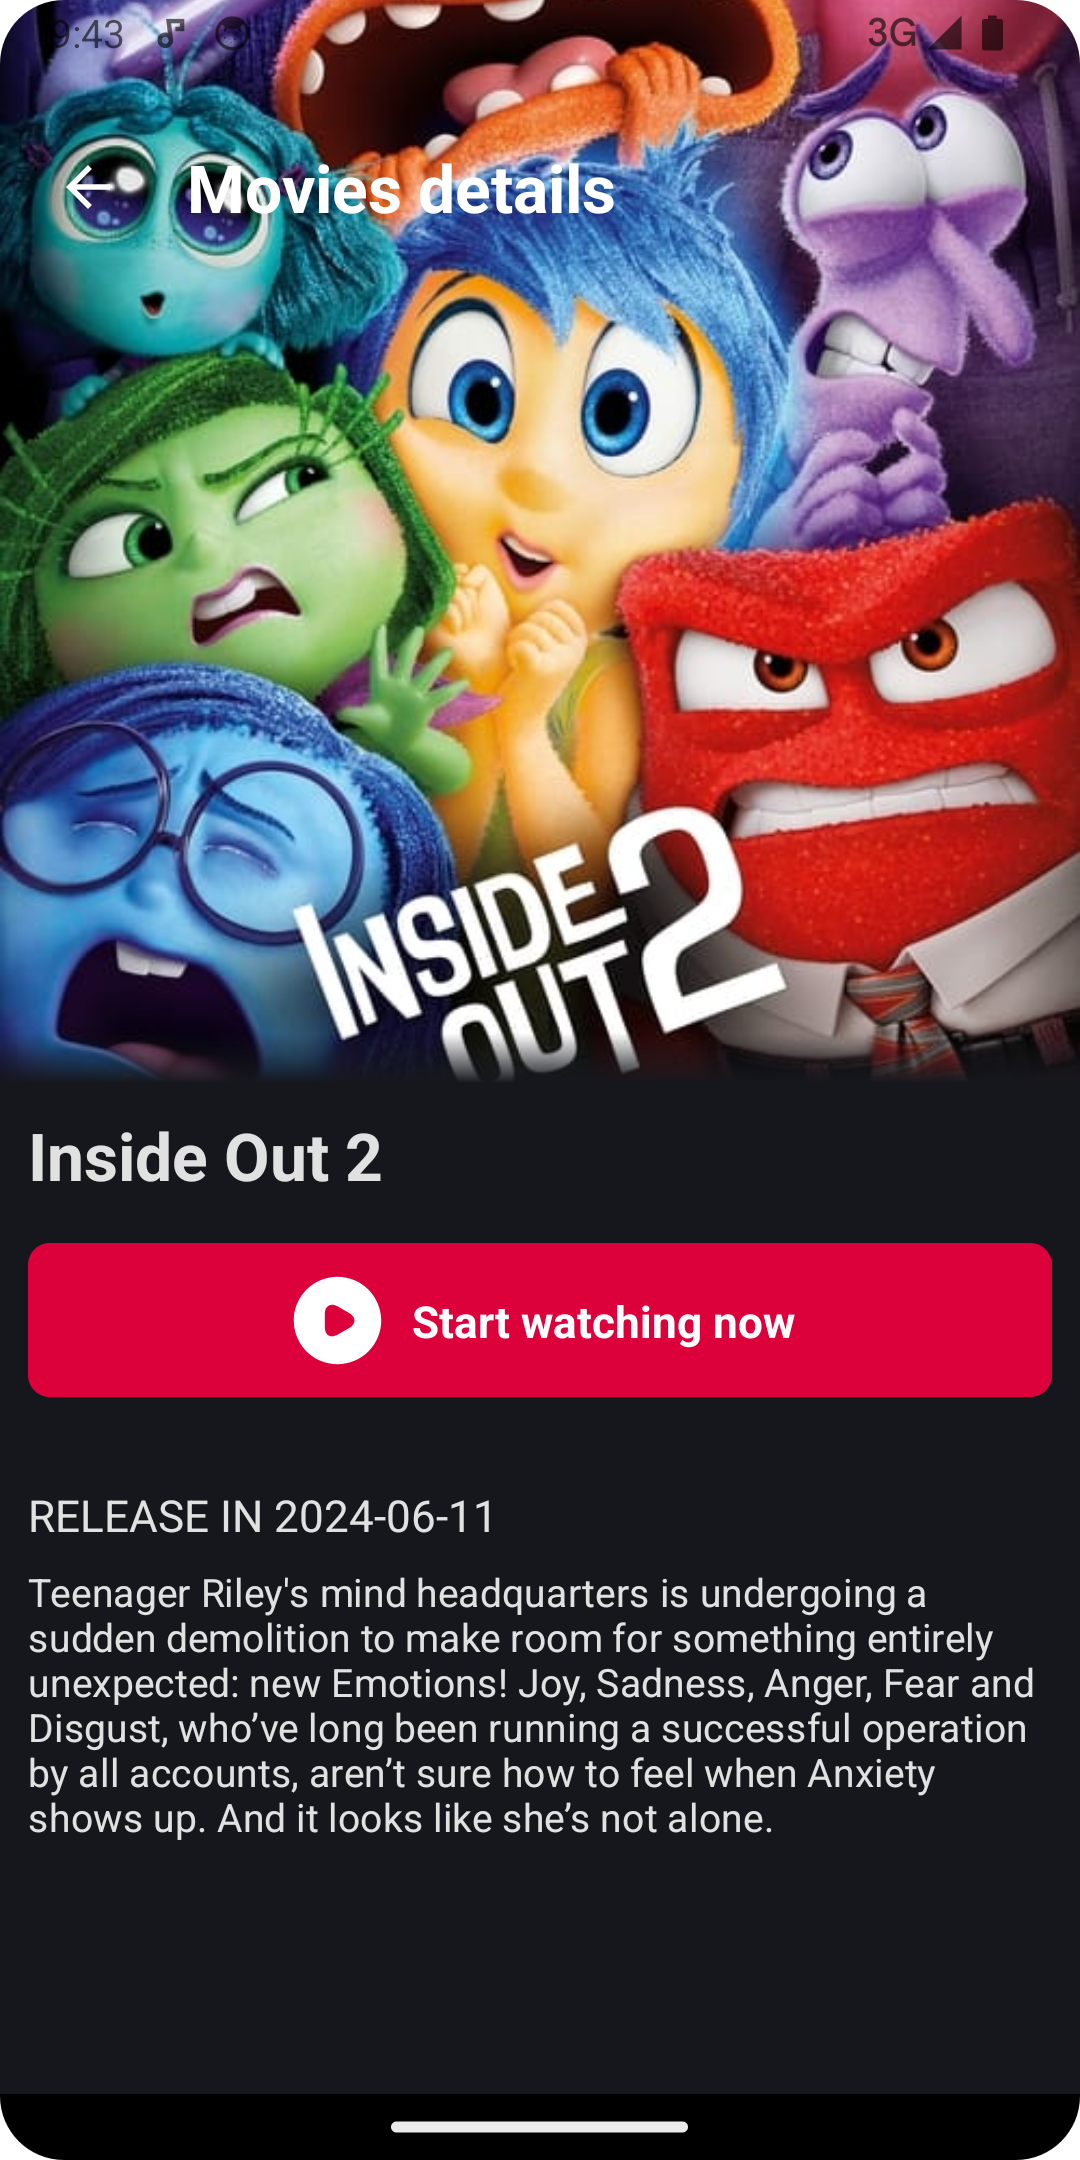 9:43
3G
Movies details
INSIDE
OUT 2
Inside Out 2
Start watching now
RELEASE IN 2024-06-11
Teenager Riley's mind headquarters is undergoing a
sudden demolition to make room for something entirely
unexpected: new Emotions! Joy, Sadness, Anger, Fear and
Disgust, who’ve long been running a successful operation
by all accounts, aren’t sure how to feel when Anxiety
shows up. And it looks like she’s not alone.